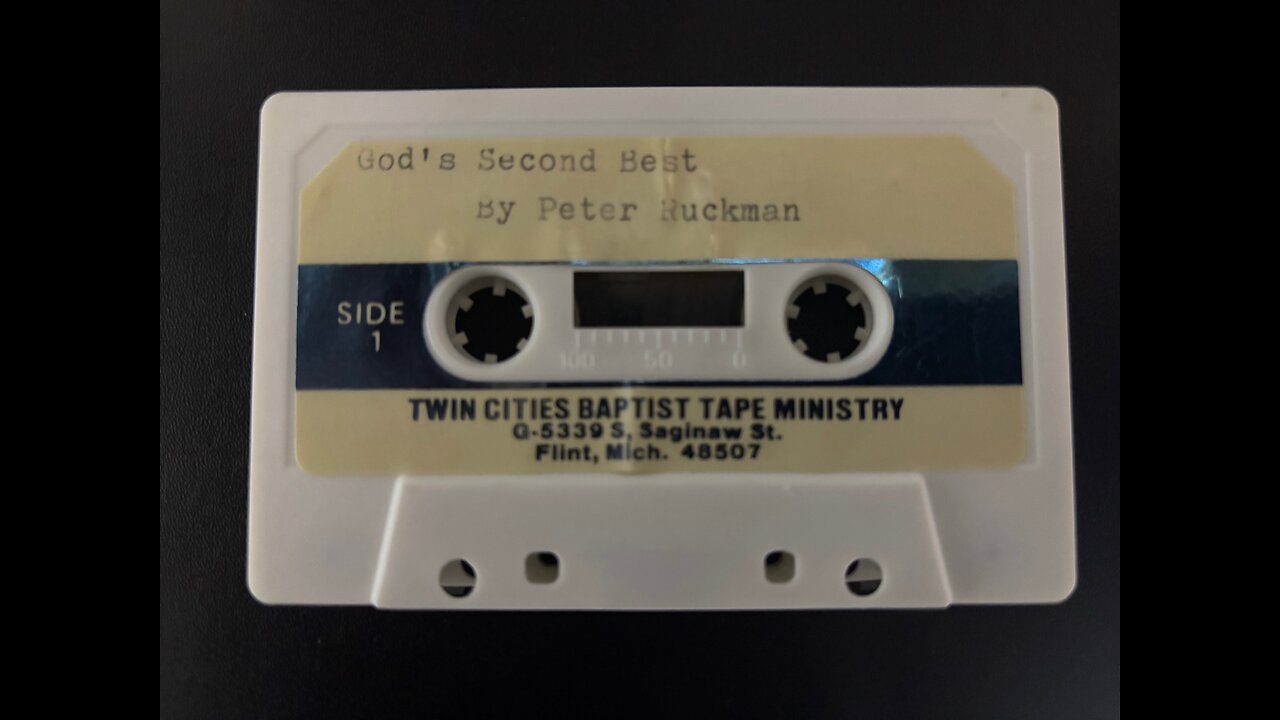 God's Second Best
By Peter Ruckman
SIDE
1
100 50 0
TWIN CITIES BAPTIST TAPE MINISTRY
G-5339 S. Saginaw St.
Flint, Mich. 48507